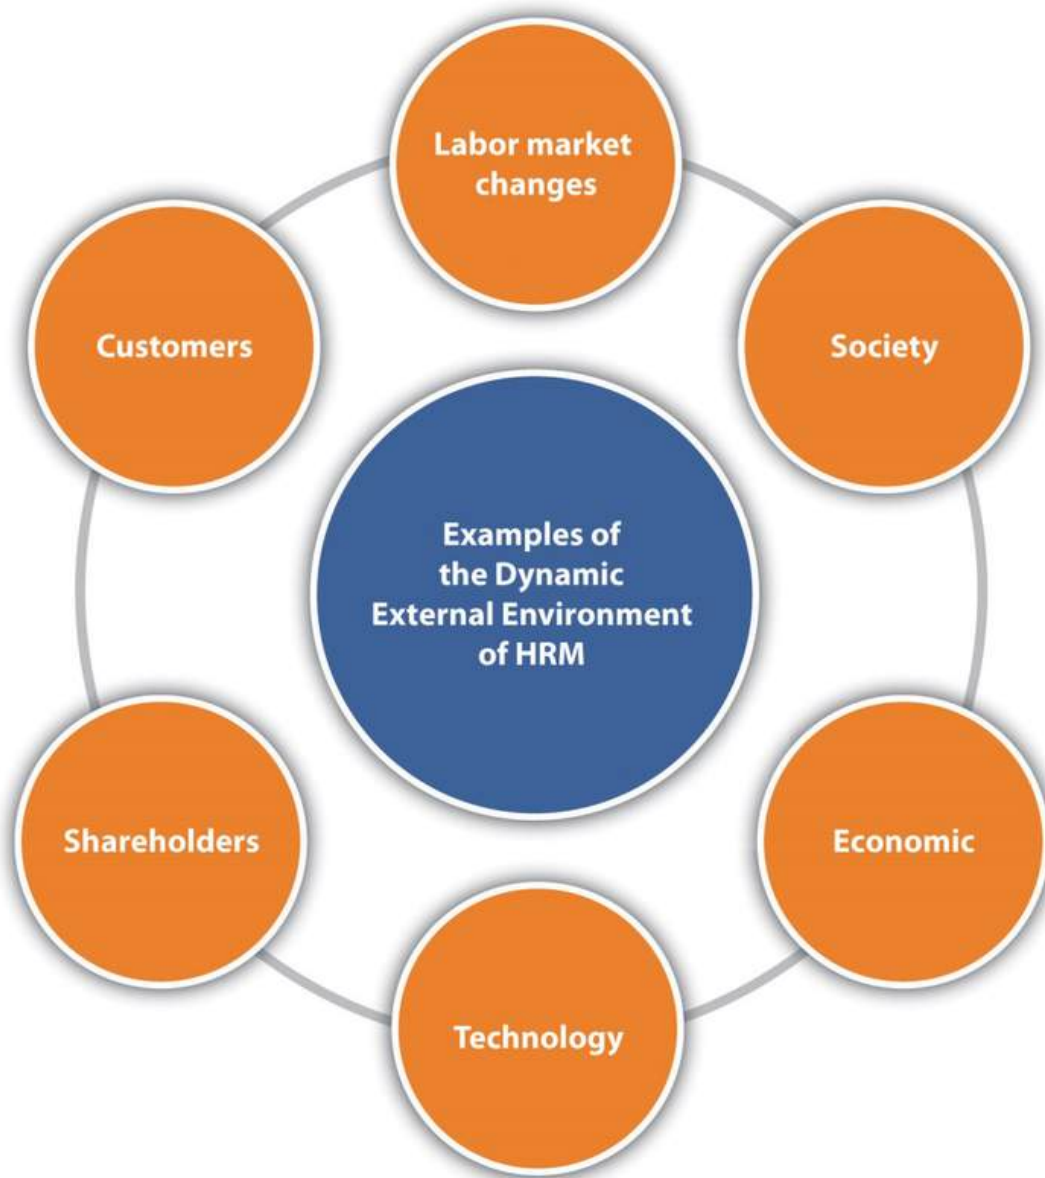 Labor market
changes
Customers
Society
Examples of
the Dynamic
External Environment
of HRM
Shareholders
Economic
Technology